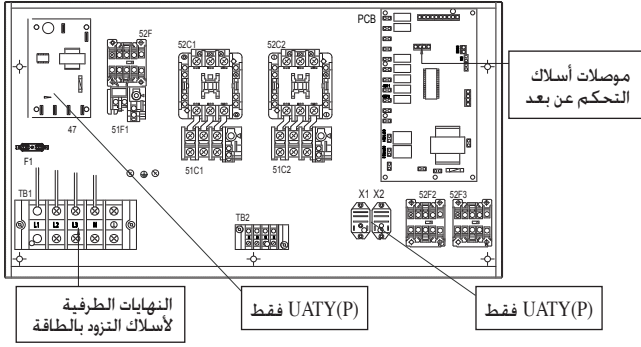 52F
52C1
52C2
PCB
موصلات أسلاك
التحكم عن بعد
47
51F1
F1
51C1
51C2
TB1
X1 X2
52F2
52F3
L1 L2 L3 N
TB2
النهايات الطرفية
لأسلاك التزود بالطاقة
UATY(P) فقط
UATY(P) فقط